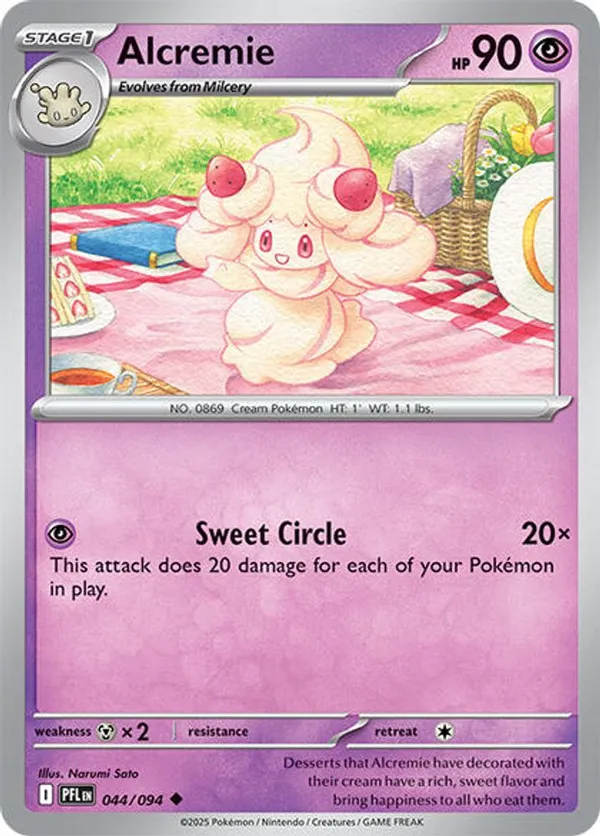 STAGE 1
Alcremie
HP 90
Evolves from Milcery
NO. 0869 Cream Pokémon HT: 1' WT: 1.1 lbs.
Sweet Circle 20×
This attack does 20 damage for each of your Pokémon
in play.
weakness ×2 resistance retreat
Illus. Narumi Sato
Desserts that Alcremie have decorated with
their cream have a rich, sweet flavor and
bring happiness to all who eat them.
I PFL EN 044/094
©2025 Pokémon / Nintendo / Creatures / GAME FREAK